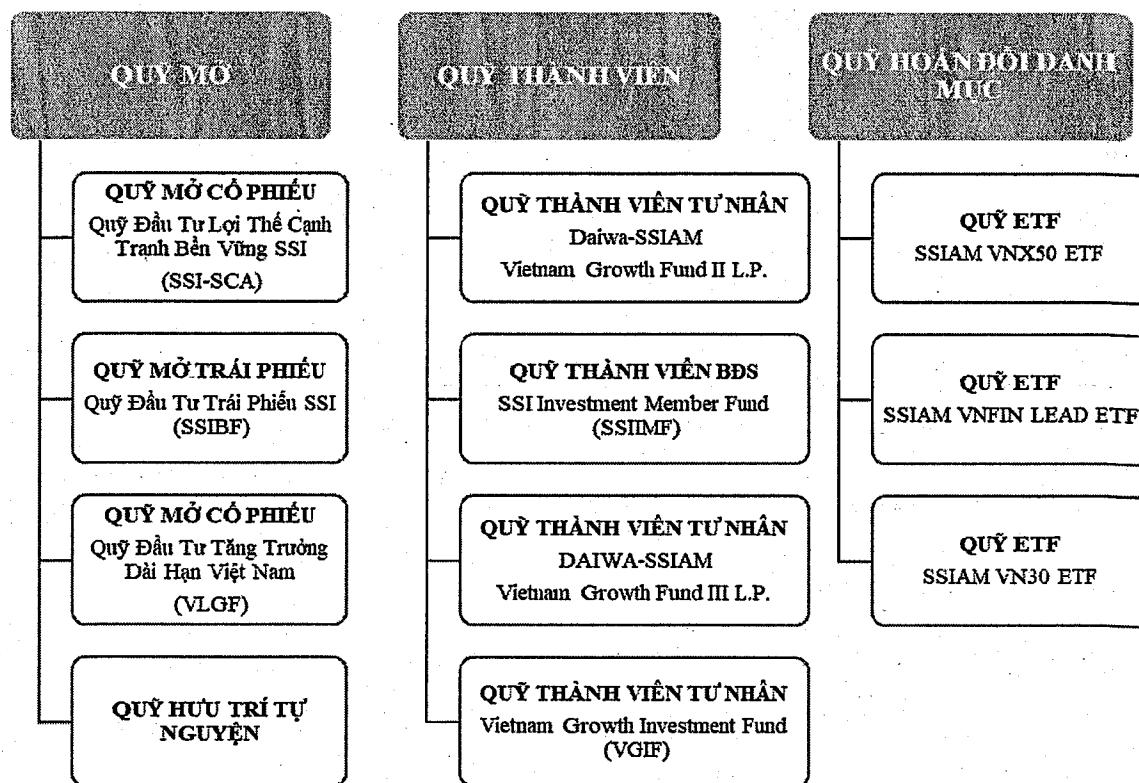 QUỸ MỞ
QUỸ MỞ CỔ PHIẾU
Quỹ Đầu Tư Lợi Thế Cạnh
Tranh Bền Vững SSI
(SSI-SCA)
QUỸ MỞ TRÁI PHIẾU
Quỹ Đầu Tư Trái Phiếu SSI
(SSIBF)
QUỸ MỞ CỔ PHIẾU
Quỹ Đầu Tư Tăng Trưởng
Dài Hạn Việt Nam
(VLGF)
QUỸ HƯU TRÍ TỰ
NGUYỆN
QUỸ THÀNH VIÊN
QUỸ THÀNH VIÊN TƯ NHÂN
Daiwa-SSIAM
Vietnam Growth Fund II L.P.
QUỸ THÀNH VIÊN BĐS
SSI Investment Member Fund
(SSIIMF)
QUỸ THÀNH VIÊN TƯ NHÂN
DAIWA-SSIAM
Vietnam Growth Fund III L.P.
QUỸ THÀNH VIÊN TƯ NHÂN
Vietnam Growth Investment Fund
(VGIF)
QUỸ HOÁN ĐỔI DANH
MỤC
QUỸ ETF
SSIAM VNX50 ETF
QUỸ ETF
SSIAM VNFIN LEAD ETF
QUỸ ETF
SSIAM VN30 ETF